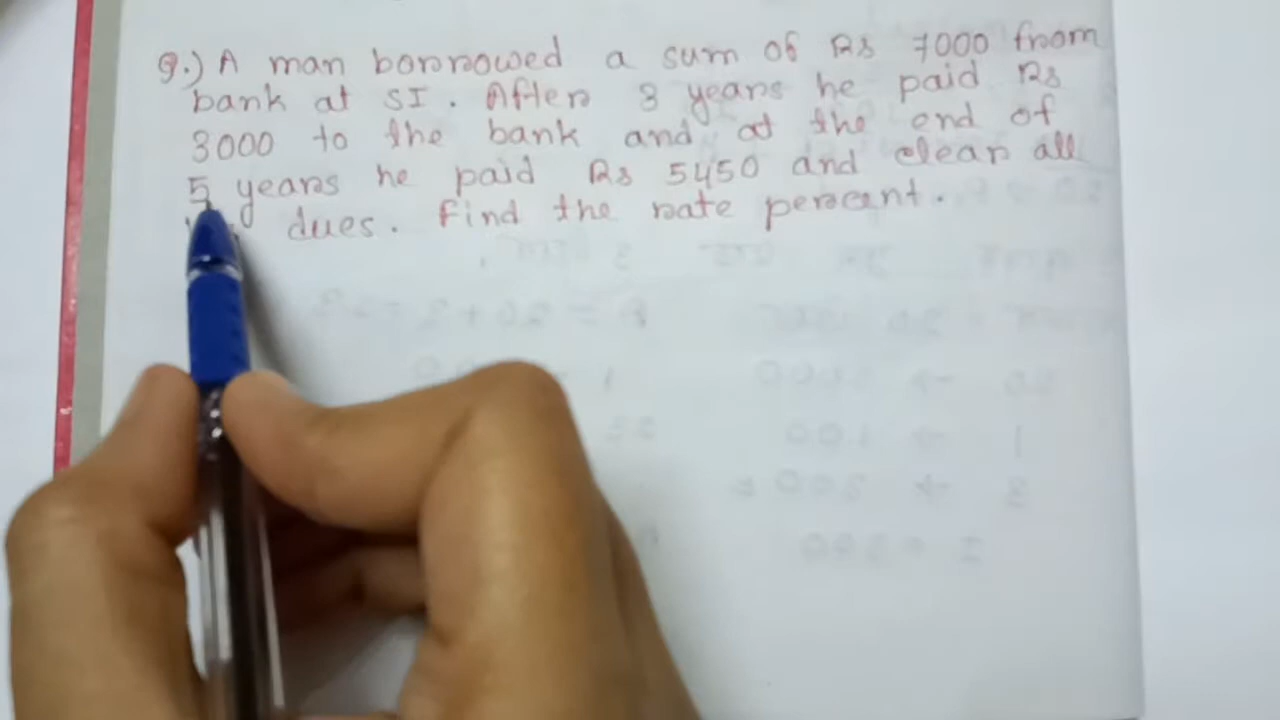 Q.) A man borrowed a sum of Rs 7000 from
bank at SI. After 3 years he paid Rs
3000 to the bank and at the end of
5 years he paid Rs 5450 and clear all
dues. Find the rate percent.